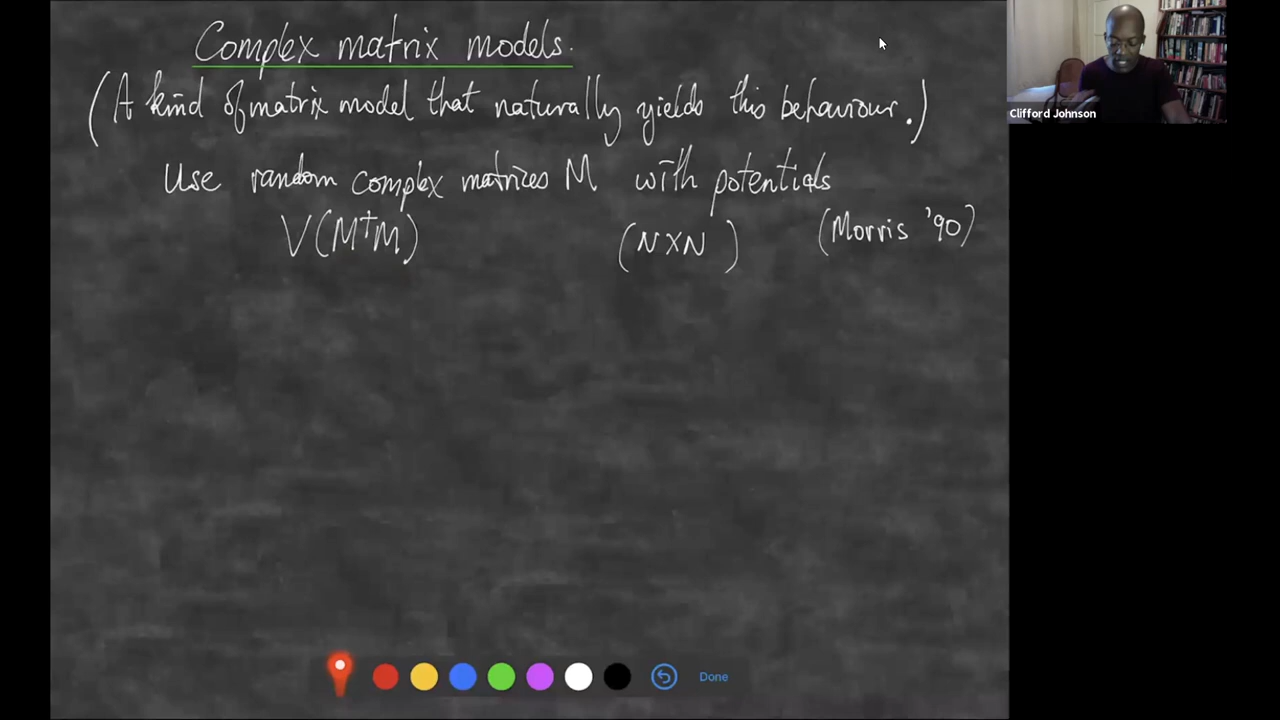 Complex matrix models.
(A kind of matrix model that naturally yields this behaviour.)
Use random complex matrices M with potentials
V(M†M) (N×N) (Morris '90)
Clifford Johnson
Done